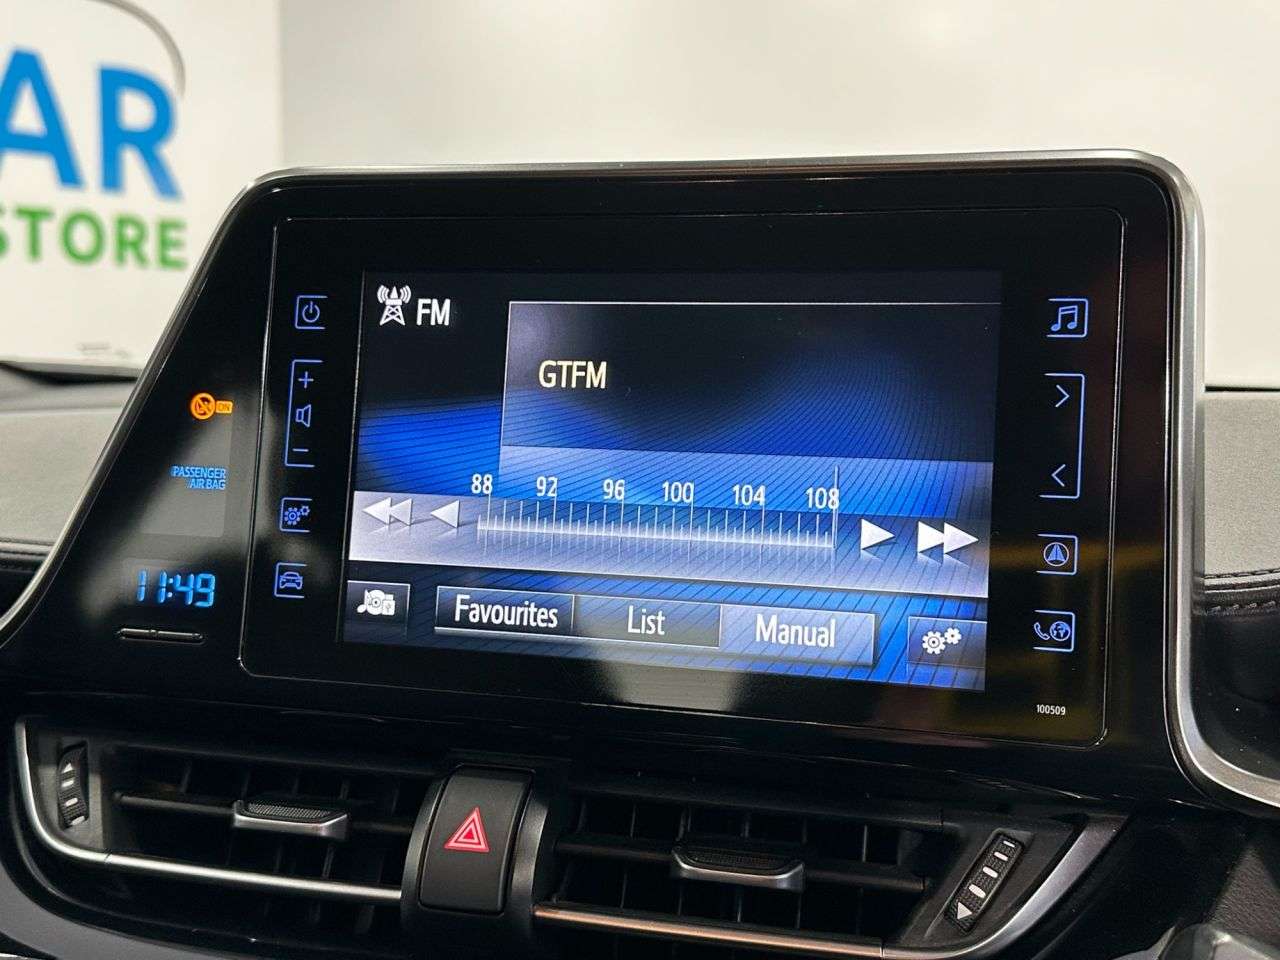 AR
STORE
FM
GTFM
88 92 96 100 104 108
ON
PASSENGER
AIR BAG
11:49
Favourites List Manual
100509